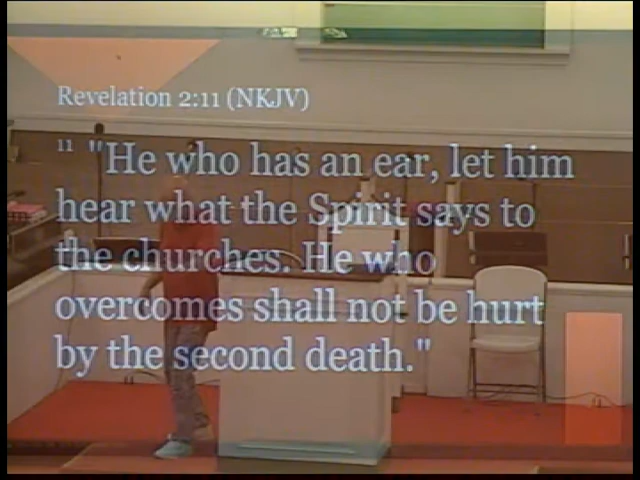 Revelation 2:11 (NKJV)
11 "He who has an ear, let him
hear what the Spirit says to
the churches. He who
overcomes shall not be hurt
by the second death."